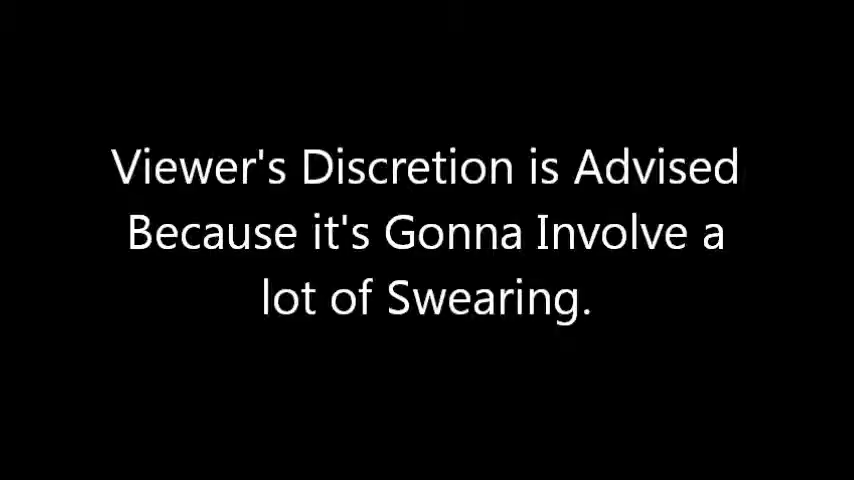 Viewer's Discretion is Advised
Because it's Gonna Involve a
lot of Swearing.